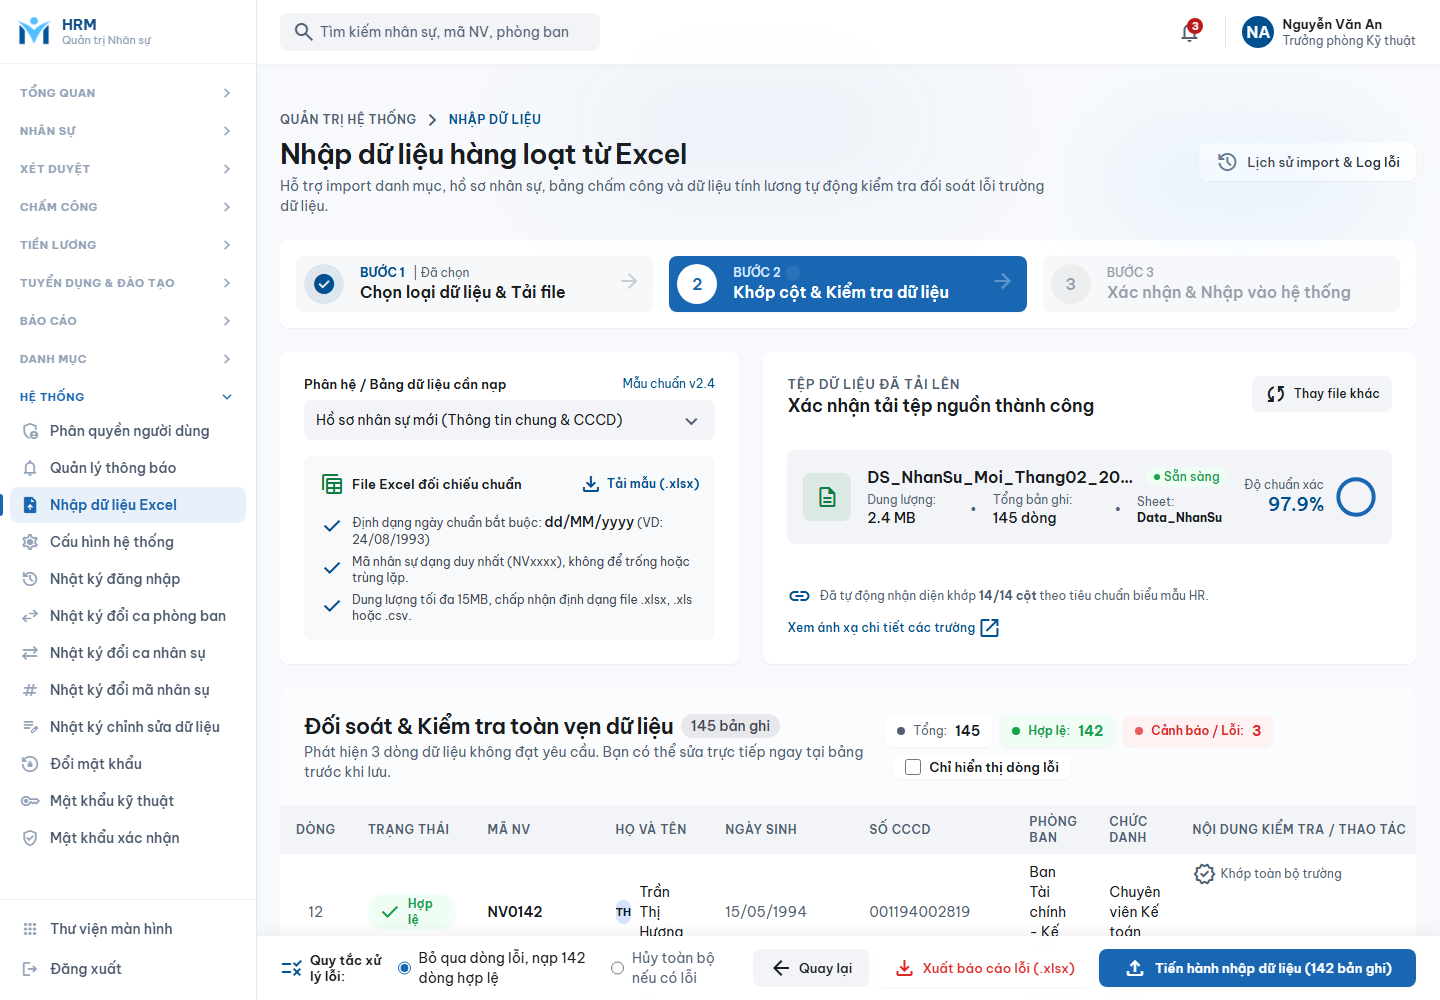 HRM
Quản trị Nhân sự
TỔNG QUAN
NHÂN SỰ
XÉT DUYỆT
CHẤM CÔNG
TIỀN LƯƠNG
TUYỂN DỤNG & ĐÀO TẠO
BÁO CÁO
DANH MỤC
HỆ THỐNG
Phân quyền người dùng
Quản lý thông báo
Nhập dữ liệu Excel
Cấu hình hệ thống
Nhật ký đăng nhập
Nhật ký đổi ca phòng ban
Nhật ký đổi ca nhân sự
Nhật ký đổi mã nhân sự
Nhật ký chỉnh sửa dữ liệu
Đổi mật khẩu
Mật khẩu kỹ thuật
Mật khẩu xác nhận
Thư viện màn hình
Đăng xuất
Tìm kiếm nhân sự, mã NV, phòng ban
3
NA
Nguyễn Văn An
Trưởng phòng Kỹ thuật
QUẢN TRỊ HỆ THỐNG
NHẬP DỮ LIỆU
Nhập dữ liệu hàng loạt từ Excel
Hỗ trợ import danh mục, hồ sơ nhân sự, bảng chấm công và dữ liệu tính lương tự động kiểm tra đối soát lỗi trường
dữ liệu.
Lịch sử import & Log lỗi
BƯỚC 1 | Đã chọn
Chọn loại dữ liệu & Tải file
2
BƯỚC 2
Khớp cột & Kiểm tra dữ liệu
3
BƯỚC 3
Xác nhận & Nhập vào hệ thống
Phân hệ / Bảng dữ liệu cần nạp
Mẫu chuẩn v2.4
Hồ sơ nhân sự mới (Thông tin chung & CCCD)
File Excel đối chiếu chuẩn
Tải mẫu (.xlsx)
Định dạng ngày chuẩn bắt buộc: dd/MM/yyyy (VD:
24/08/1993)
Mã nhân sự dạng duy nhất (NVxxxx), không để trống hoặc
trùng lặp.
Dung lượng tối đa 15MB, chấp nhận định dạng file .xlsx, .xls
hoặc .csv.
TỆP DỮ LIỆU ĐÃ TẢI LÊN
Xác nhận tải tệp nguồn thành công
Thay file khác
DS_NhanSu_Moi_Thang02_20...
Sẵn sàng
Dung lượng:
2.4 MB
•
Tổng bản ghi:
145 dòng
•
Sheet:
Data_NhanSu
Độ chuẩn xác
97.9%
Đã tự động nhận diện khớp 14/14 cột theo tiêu chuẩn biểu mẫu HR.
Xem ánh xạ chi tiết các trường
Đối soát & Kiểm tra toàn vẹn dữ liệu
145 bản ghi
Phát hiện 3 dòng dữ liệu không đạt yêu cầu. Bạn có thể sửa trực tiếp ngay tại bảng
trước khi lưu.
Tổng: 145
Hợp lệ: 142
Cảnh báo / Lỗi: 3
Chỉ hiển thị dòng lỗi
DÒNG
TRẠNG THÁI
MÃ NV
HỌ VÀ TÊN
NGÀY SINH
SỐ CCCD
PHÒNG
BAN
CHỨC
DANH
NỘI DUNG KIỂM TRA / THAO TÁC
12
Hợp
lệ
NV0142
TH
Trần
Thị
Hương
15/05/1994
001194002819
Ban
Tài
chính
- Kế
Chuyên
viên Kế
toán
Khớp toàn bộ trường
Quy tắc xử
lý lỗi:
Bỏ qua dòng lỗi, nạp 142
dòng hợp lệ
Hủy toàn bộ
nếu có lỗi
Quay lại
Xuất báo cáo lỗi (.xlsx)
Tiến hành nhập dữ liệu (142 bản ghi)